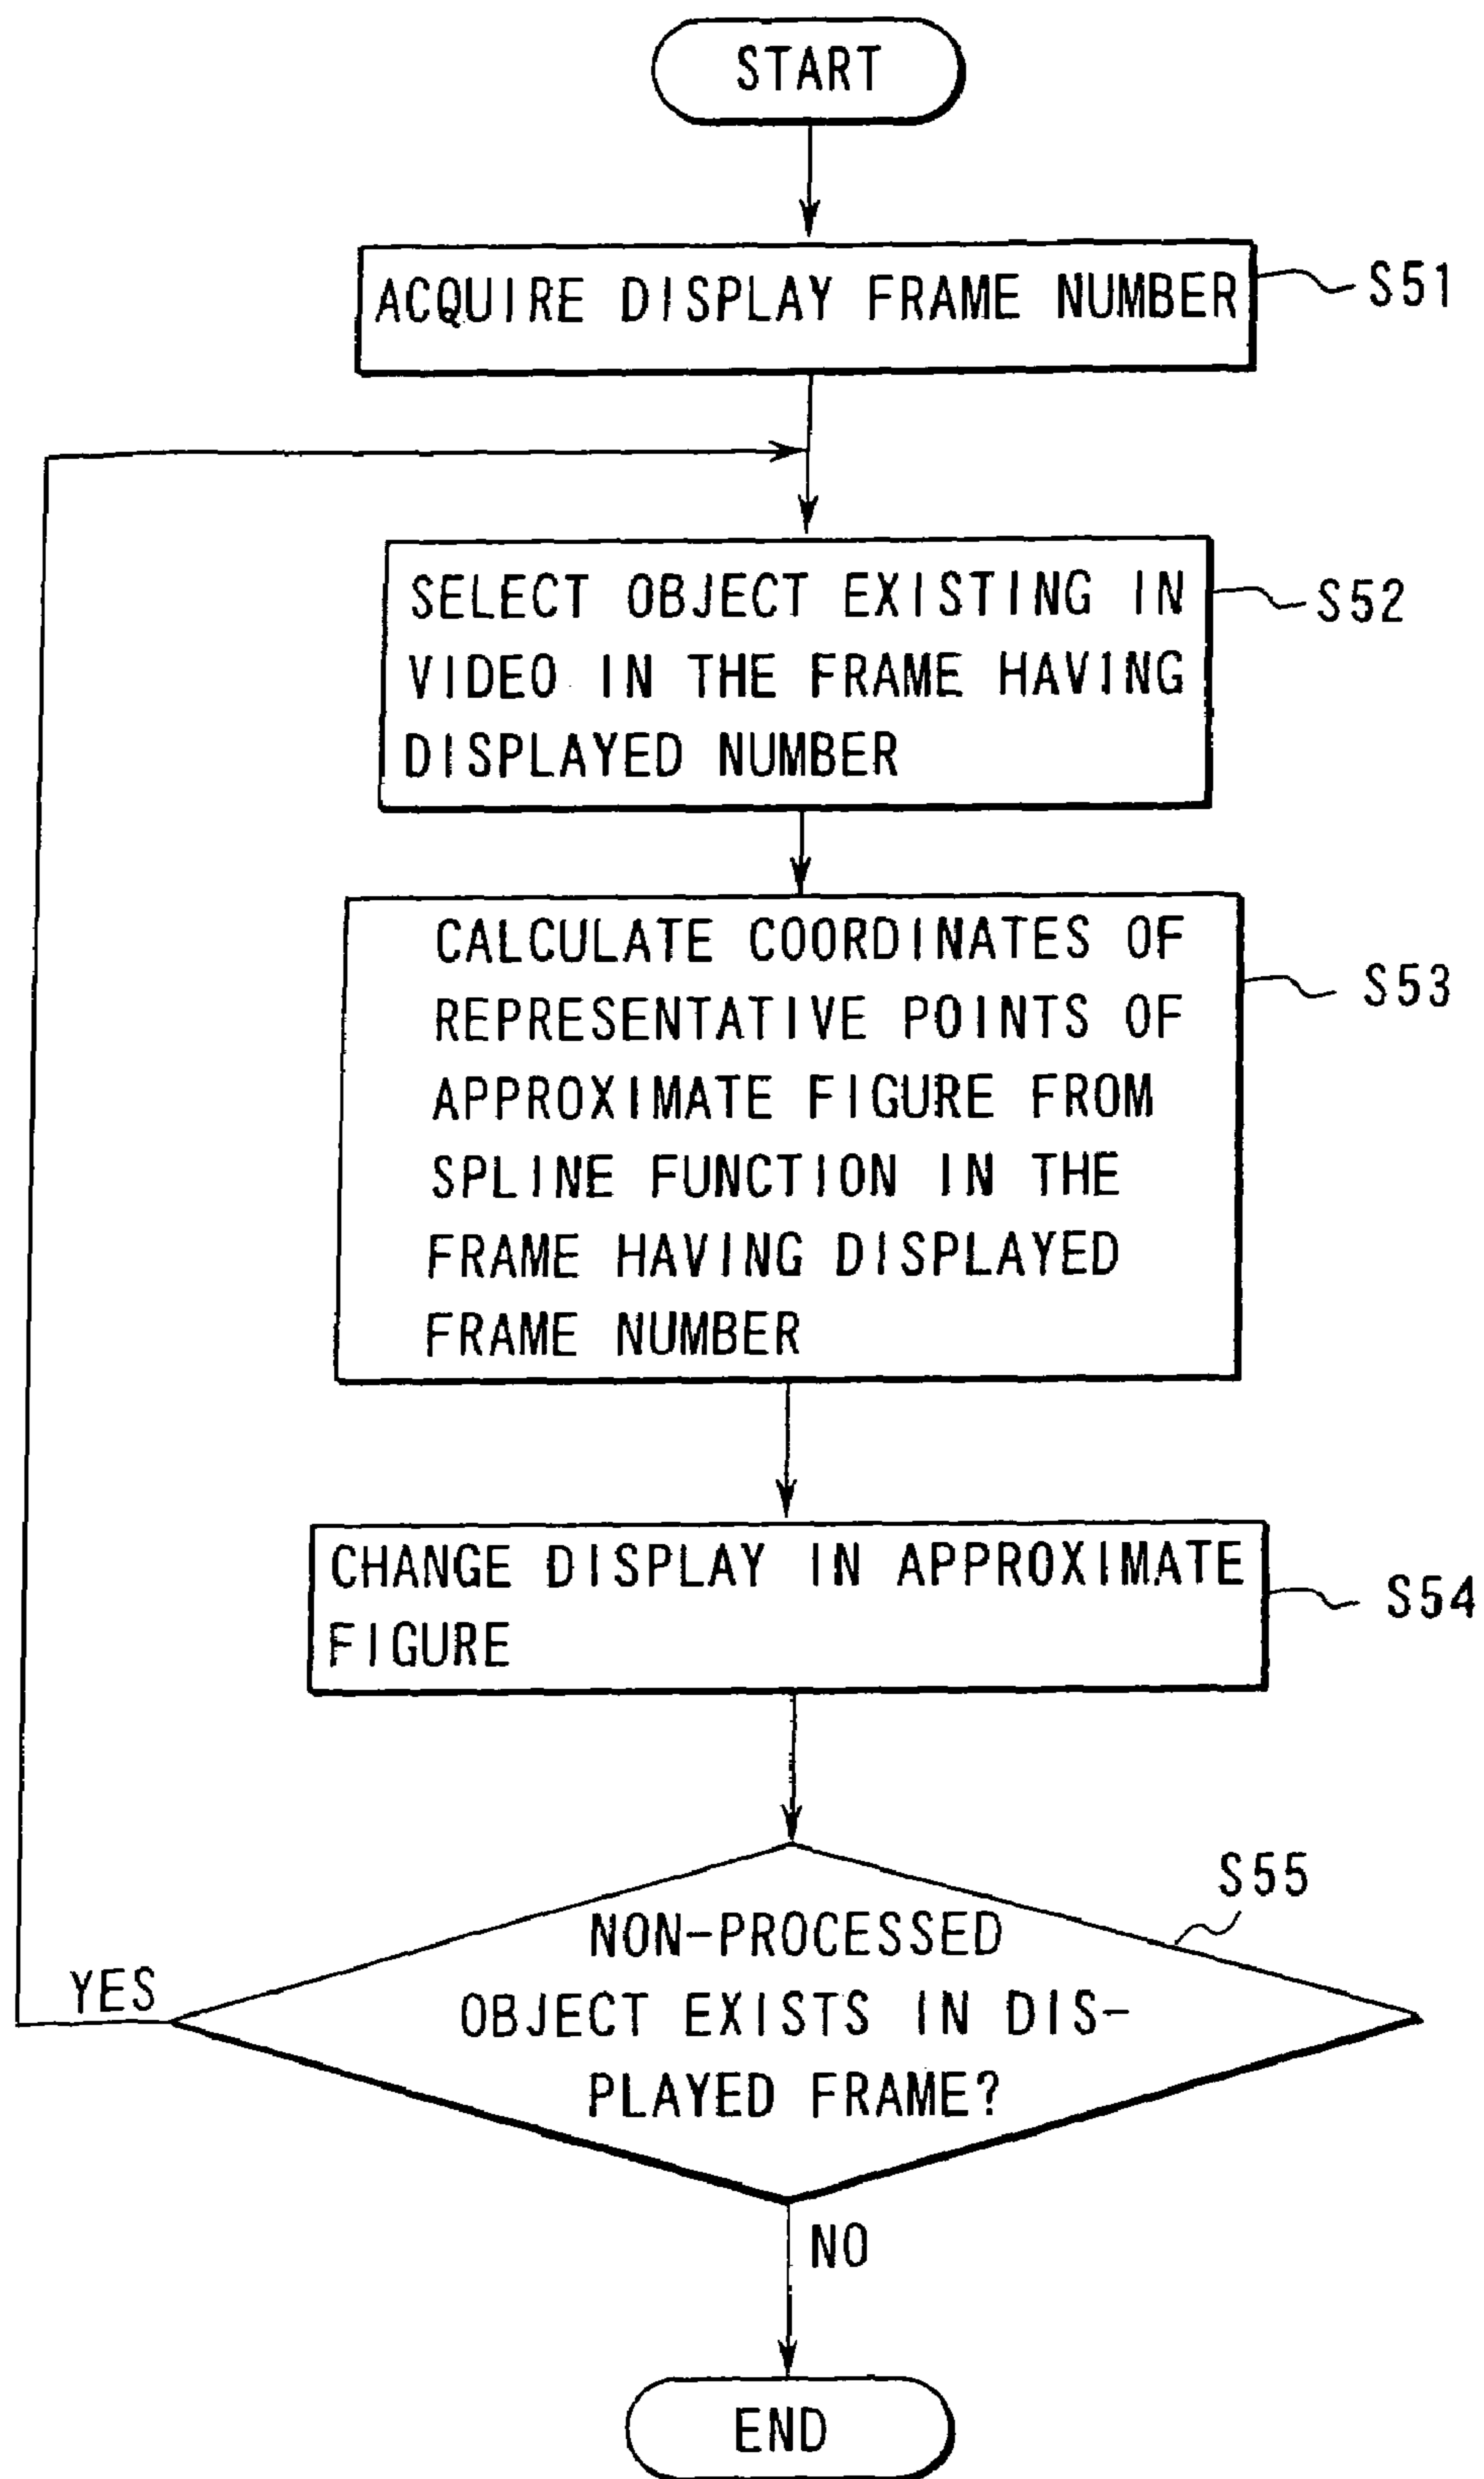 START
ACQUIRE DISPLAY FRAME NUMBER
S51
SELECT OBJECT EXISTING IN
VIDEO IN THE FRAME HAVING
DISPLAYED NUMBER
S52
CALCULATE COORDINATES OF
REPRESENTATIVE POINTS OF
APPROXIMATE FIGURE FROM
SPLINE FUNCTION IN THE
FRAME HAVING DISPLAYED
FRAME NUMBER
S53
CHANGE DISPLAY IN APPROXIMATE
FIGURE
S54
S55
NON-PROCESSED
OBJECT EXISTS IN DIS-
PLAYED FRAME?
YES
NO
END